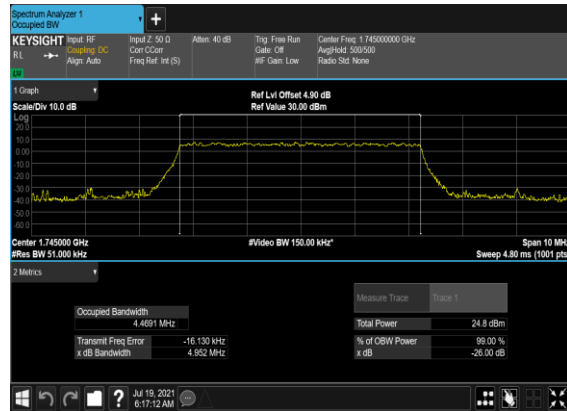 Spectrum Analyzer 1
Occupied BW
KEYSIGHT Input: RF Input Z: 50 Ω Atten: 40 dB Trig: Free Run Center Freq: 1.745000000 GHz
RL Coupling: DC Corr CCorr Gate: Off Avg|Hold: 500/500
Align: Auto Freq Ref: Int (S) #IF Gain: Low Radio Std: None
1 Graph
Ref Lvl Offset 4.90 dB
Scale/Div 10.0 dB Ref Value 30.00 dBm
Log
20.0
10.0
0.00
-10.0
-20.0
-30.0
-40.0
-50.0
-60.0
Center 1.745000 GHz #Video BW 150.00 kHz* Span 10 MHz
#Res BW 51.000 kHz Sweep 4.80 ms (1001 pts)
2 Metrics
Measure Trace Trace 1
Occupied Bandwidth
4.4691 MHz Total Power 24.8 dBm
Transmit Freq Error -16.130 kHz % of OBW Power 99.00 %
x dB Bandwidth 4.952 MHz x dB -26.00 dB
Jul 19, 2021
6:17:12 AM